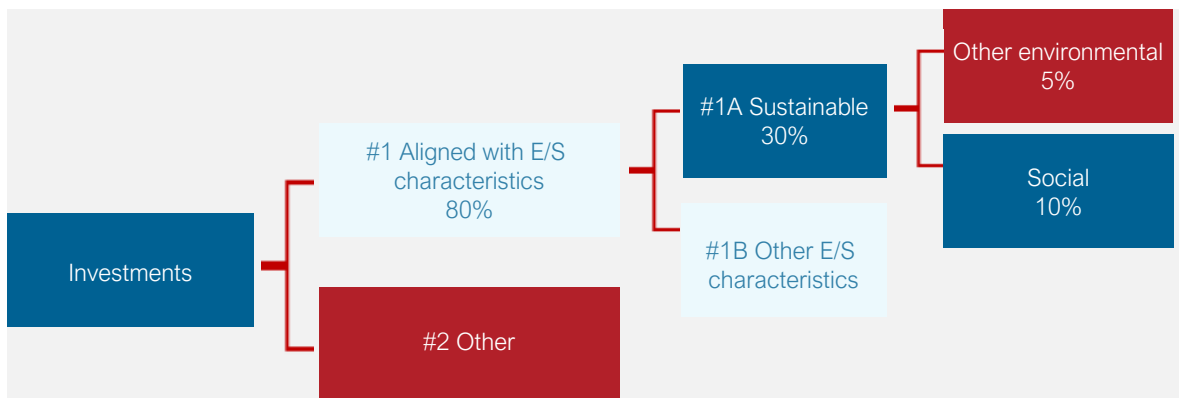 Investments
#1 Aligned with E/S
characteristics
80%
#2 Other
#1A Sustainable
30%
#1B Other E/S
characteristics
Other environmental
5%
Social
10%